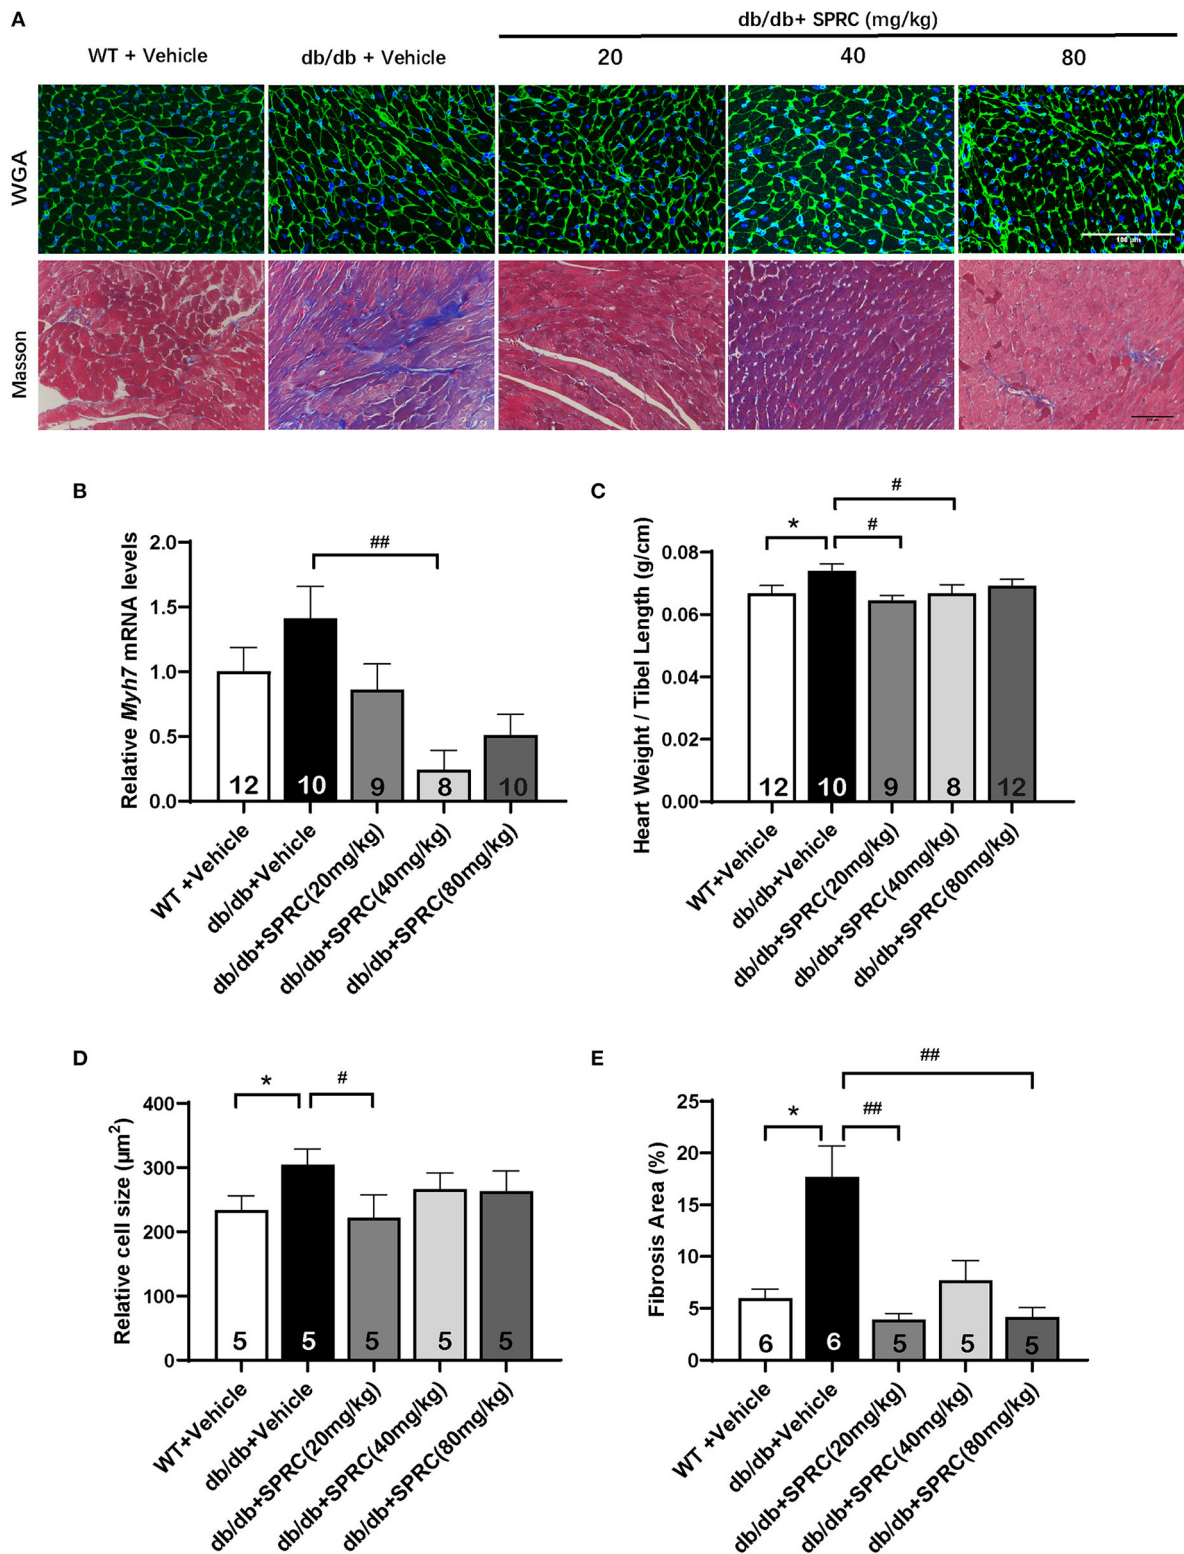 A
db/db+ SPRC (mg/kg)
WT + Vehicle
db/db + Vehicle
20
40
80
WGA
100 μm
Masson
B
##
Relative Myh7 mRNA levels
2.0
1.5
1.0
0.5
0.0
12
10
9
8
10
WT +Vehicle
db/db+Vehicle
db/db+SPRC(20mg/kg)
db/db+SPRC(40mg/kg)
db/db+SPRC(80mg/kg)
C
#
*
#
Heart Weight / Tibel Length (g/cm)
0.08
0.06
0.04
0.02
0.00
12
10
9
8
12
WT +Vehicle
db/db+Vehicle
db/db+SPRC(20mg/kg)
db/db+SPRC(40mg/kg)
db/db+SPRC(80mg/kg)
D
*
#
Relative cell size (μm²)
400
300
200
100
0
5
5
5
5
5
WT+Vehicle
db/db+Vehicle
db/db+SPRC(20mg/kg)
db/db+SPRC(40mg/kg)
db/db+SPRC(80mg/kg)
E
##
*
##
Fibrosis Area (%)
25
20
15
10
5
0
6
6
5
5
5
WT +Vehicle
db/db+Vehicle
db/db+SPRC(20mg/kg)
db/db+SPRC(40mg/kg)
db/db+SPRC(80mg/kg)